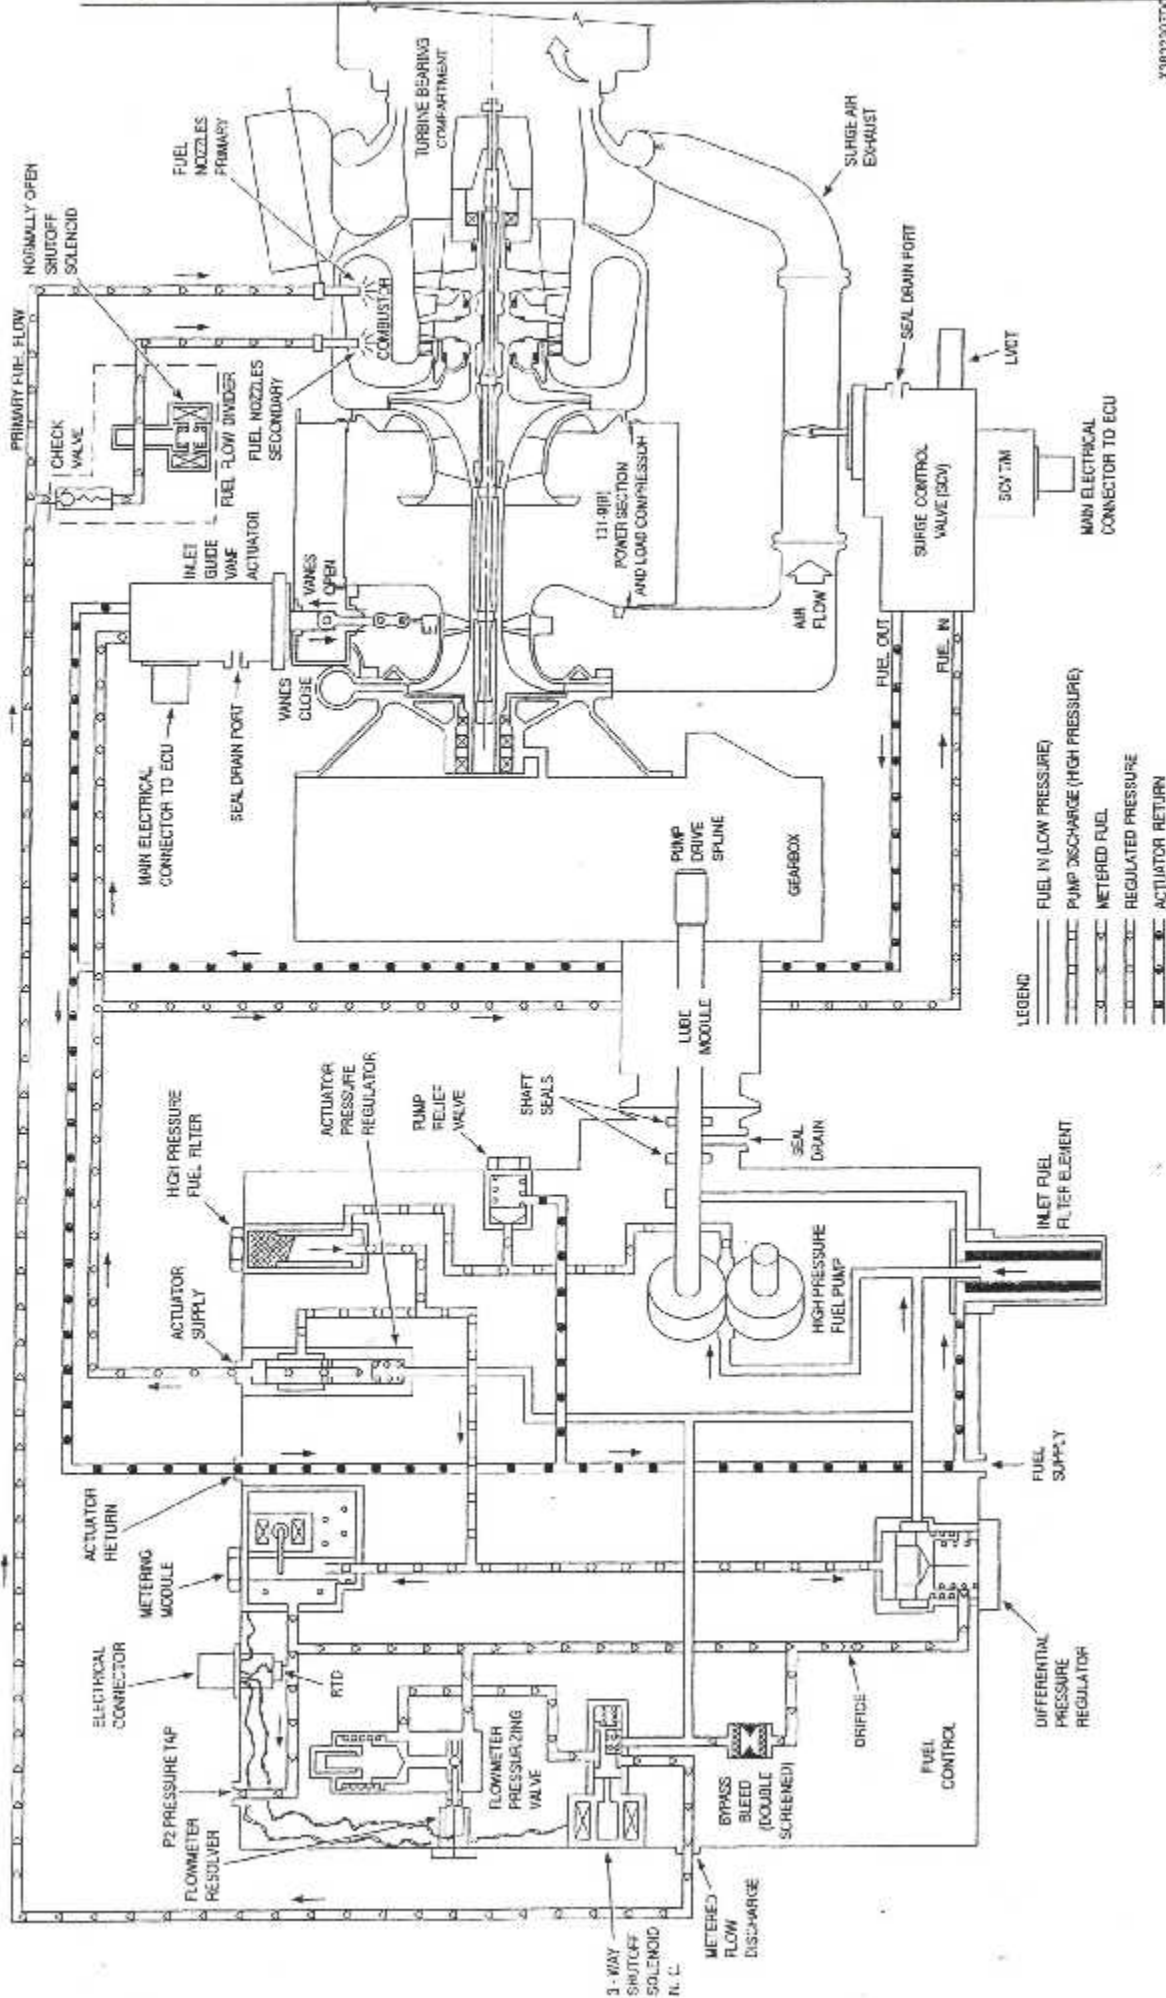 PRIMARY FUEL FLOW
NORMALLY OPEN
SHUTOFF
SOLENOID
CHECK
VALVE
FUEL FLOW DIVIDER
FUEL
NOZZLES
PRIMARY
FUEL NOZZLES
SECONDARY
COMBUSTOR
TURBINE BEARING
COMPARTMENT
INLET
GUIDE
VANE
ACTUATOR
VANES
OPEN
VANES
CLOSE
MAIN ELECTRICAL
CONNECTOR TO ECU
SEAL DRAIN PORT
131-9(B)
POWER SECTION
AND LOAD COMPRESSOR
SURGE AIR
EXHAUST
AIR
FLOW
SEAL DRAIN PORT
LVDT
SURGE CONTROL
VALVE (SCV)
SCV T/M
MAIN ELECTRICAL
CONNECTOR TO ECU
FUEL OUT
FUEL IN
PUMP
DRIVE
SPLINE
GEARBOX
LUBE
MODULE
SHAFT
SEALS
SEAL
DRAIN
HIGH PRESSURE
FUEL FILTER
ACTUATOR
PRESSURE
REGULATOR
PUMP
RELIEF
VALVE
ACTUATOR
SUPPLY
HIGH PRESSURE
FUEL PUMP
INLET FUEL
FILTER ELEMENT
FUEL
SUPPLY
ACTUATOR
RETURN
METERING
MODULE
ELECTRICAL
CONNECTOR
RTD
P2 PRESSURE TAP
FLOWMETER
RESOLVER
FLOWMETER
PRESSURIZING
VALVE
3 - WAY
SHUTOFF
SOLENOID
N. C.
METERED
FLOW
DISCHARGE
BYPASS
BLEED
(DOUBLE
SCREENED)
ORIFICE
FUEL
CONTROL
DIFFERENTIAL
PRESSURE
REGULATOR
LEGEND
FUEL IN (LOW PRESSURE)
PUMP DISCHARGE (HIGH PRESSURE)
METERED FUEL
REGULATED PRESSURE
ACTUATOR RETURN